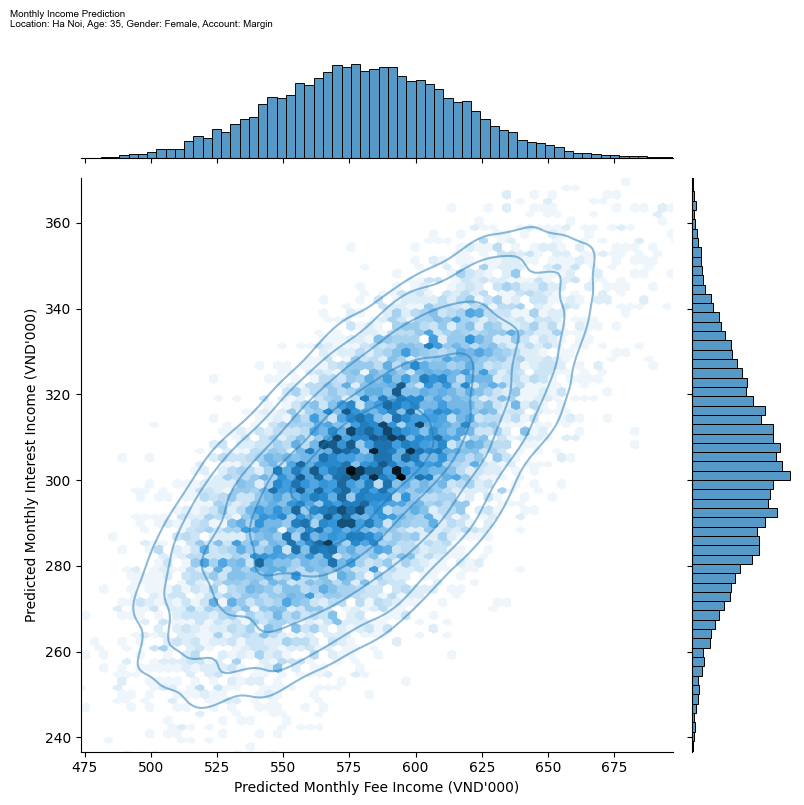 Monthly Income Prediction
Location: Ha Noi, Age: 35, Gender: Female, Account: Margin
360
340
320
300
280
260
240
Predicted Monthly Interest Income (VND'000)
475 500 525 550 575 600 625 650 675
Predicted Monthly Fee Income (VND'000)